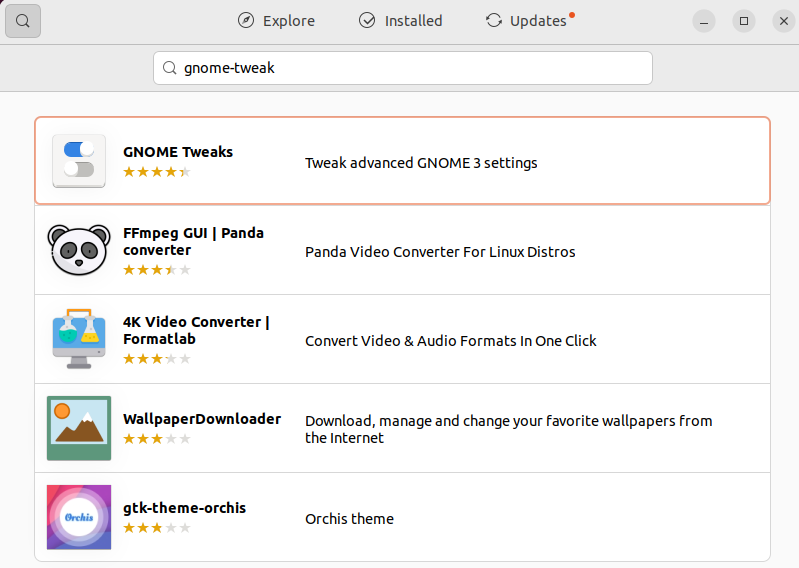 Explore Installed Updates
gnome-tweak
GNOME Tweaks
Tweak advanced GNOME 3 settings
FFmpeg GUI | Panda
converter
Panda Video Converter For Linux Distros
4K Video Converter |
Formatlab
Convert Video & Audio Formats In One Click
WallpaperDownloader
Download, manage and change your favorite wallpapers from
the Internet
Orchis
gtk-theme-orchis
Orchis theme